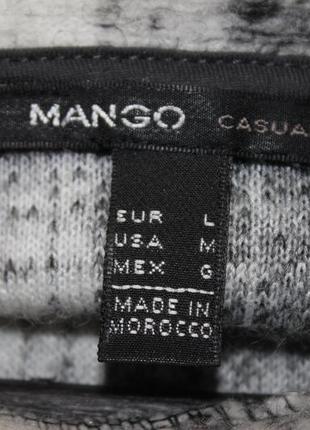 MANGO CASUA
EUR L
USA M
MEX G
MADE IN
MOROCCO